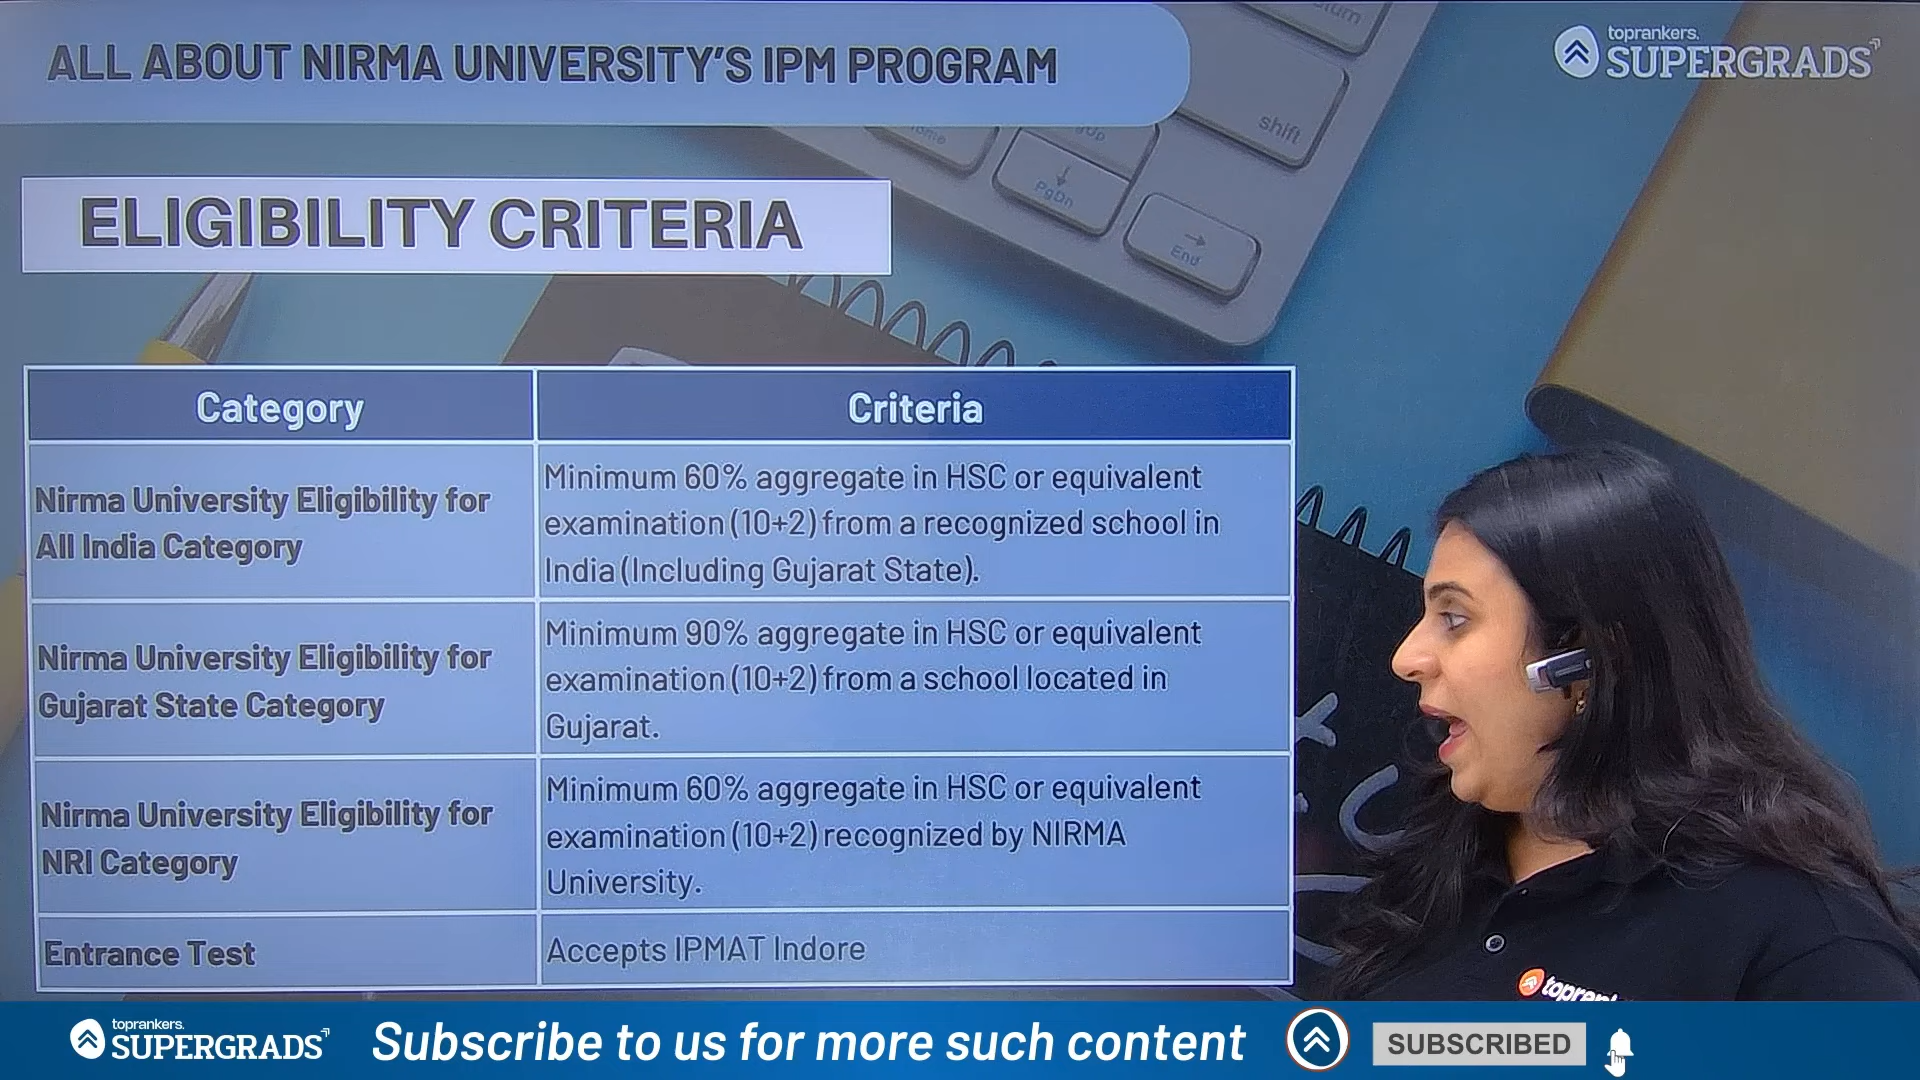 ALL ABOUT NIRMA UNIVERSITY'S IPM PROGRAM
toprankers.
SUPERGRADS
shift
PgDn
End
ELIGIBILITY CRITERIA
Category
Criteria
Nirma University Eligibility for
All India Category
Minimum 60% aggregate in HSC or equivalent
examination (10+2) from a recognized school in
India (Including Gujarat State).
Nirma University Eligibility for
Gujarat State Category
Minimum 90% aggregate in HSC or equivalent
examination (10+2) from a school located in
Gujarat.
Nirma University Eligibility for
NRI Category
Minimum 60% aggregate in HSC or equivalent
examination (10+2) recognized by NIRMA
University.
Entrance Test
Accepts IPMAT Indore
toprankers.
SUPERGRADS
Subscribe to us for more such content
SUBSCRIBED